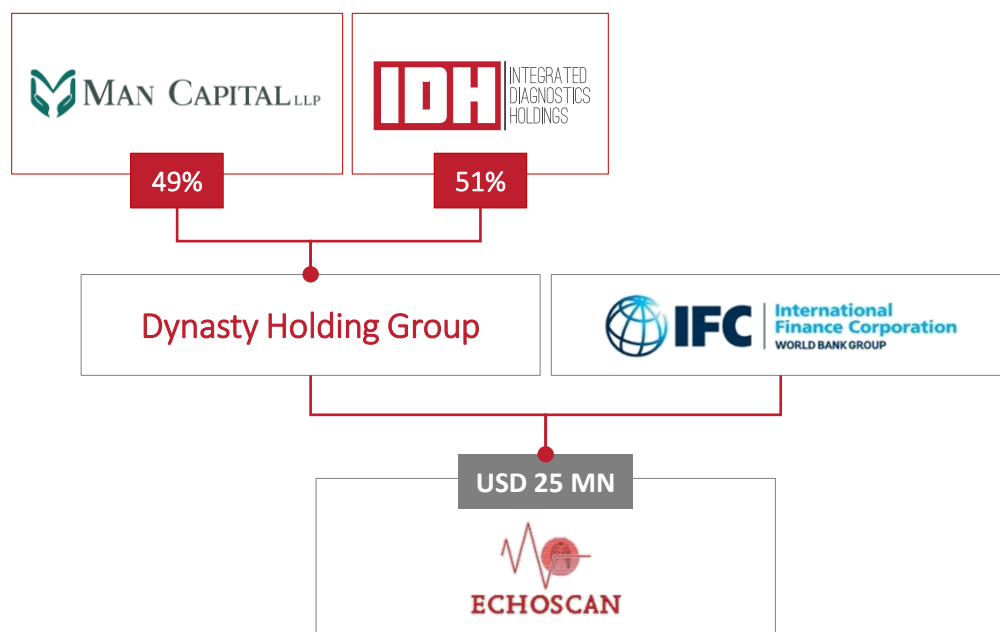 MAN CAPITAL LLP
IDH
INTEGRATED
DIAGNOSTICS
HOLDINGS
49%
51%
Dynasty Holding Group
IFC
International
Finance Corporation
WORLD BANK GROUP
USD 25 MN
ECHOSCAN